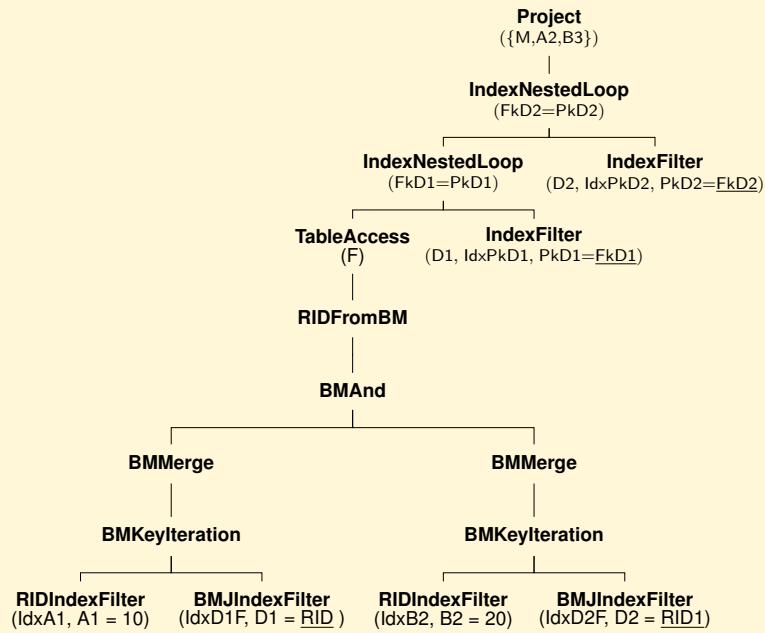 Project
({M,A2,B3})
IndexNestedLoop
(FkD2=PkD2)
IndexNestedLoop IndexFilter
(FkD1=PkD1) (D2, IdxPkD2, PkD2=FkD2)
TableAccess IndexFilter
(F) (D1, IdxPkD1, PkD1=FkD1)
RIDFromBM
BMAnd
BMMerge BMMerge
BMKeyIteration BMKeyIteration
RIDIndexFilter BMJIndexFilter RIDIndexFilter BMJIndexFilter
(IdxA1, A1 = 10) (IdxD1F, D1 = RID ) (IdxB2, B2 = 20) (IdxD2F, D2 = RID1)